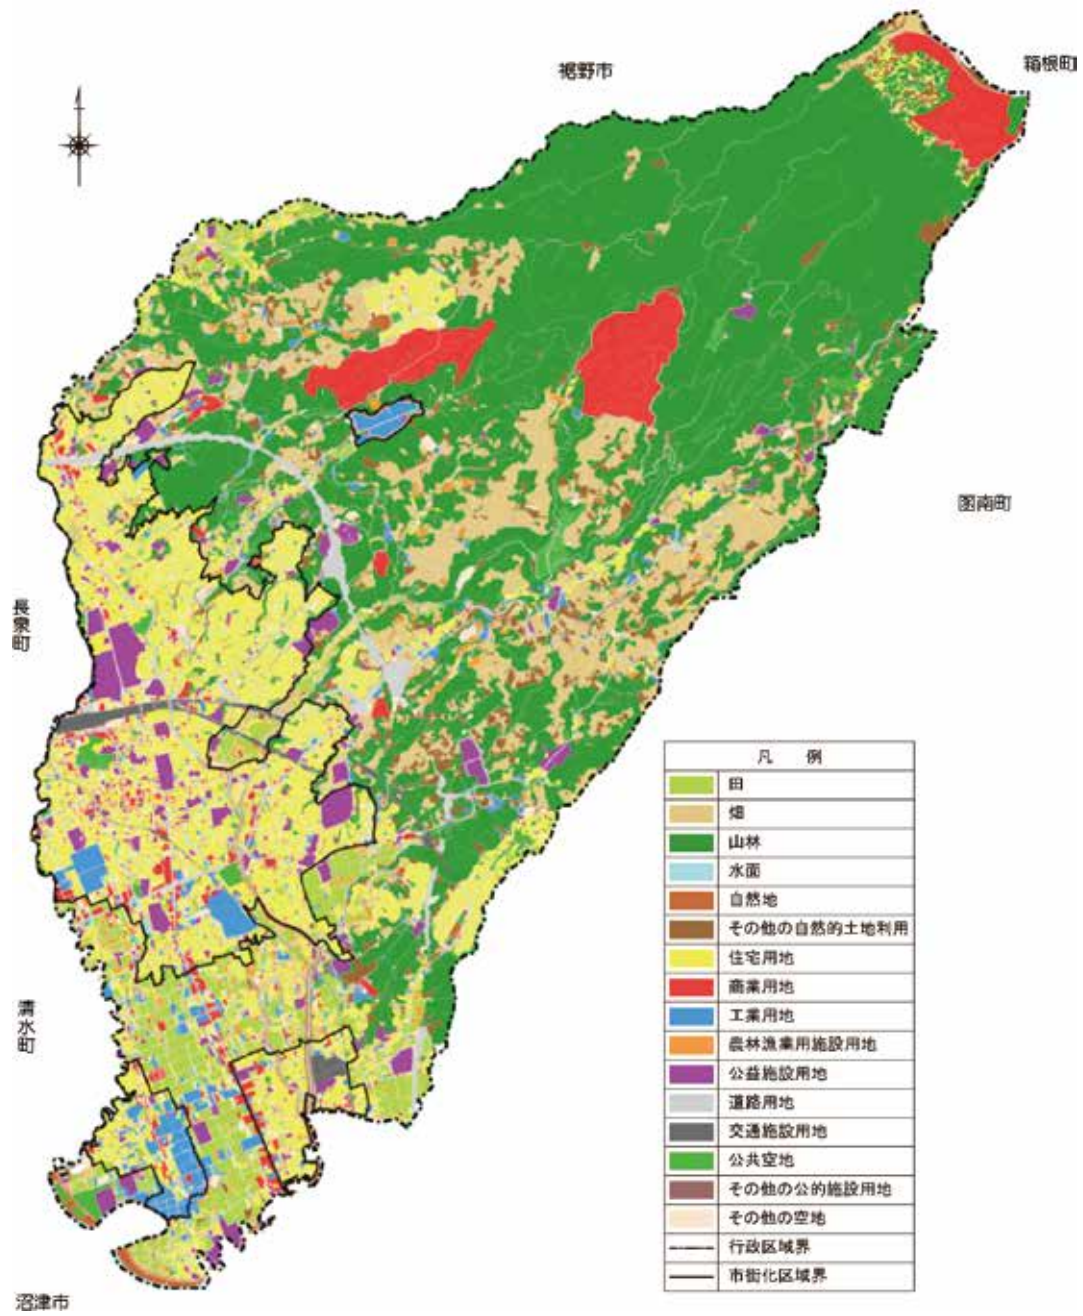 裾野市
箱根町
函南町
長泉町
清水町
沼津市
凡 例
田
畑
山林
水面
自然地
その他の自然的土地利用
住宅用地
商業用地
工業用地
農林漁業用施設用地
公益施設用地
道路用地
交通施設用地
公共空地
その他の公的施設用地
その他の空地
行政区域界
市街化区域界